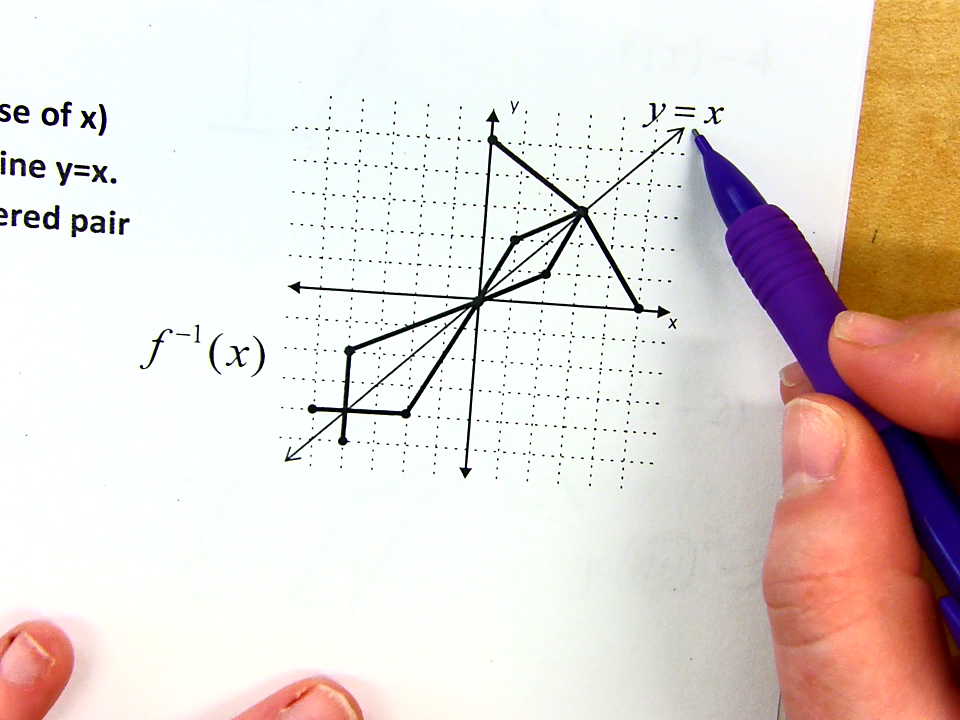 se of x)
ine y=x.
ered pair
y
y = x
x
f⁻¹(x)